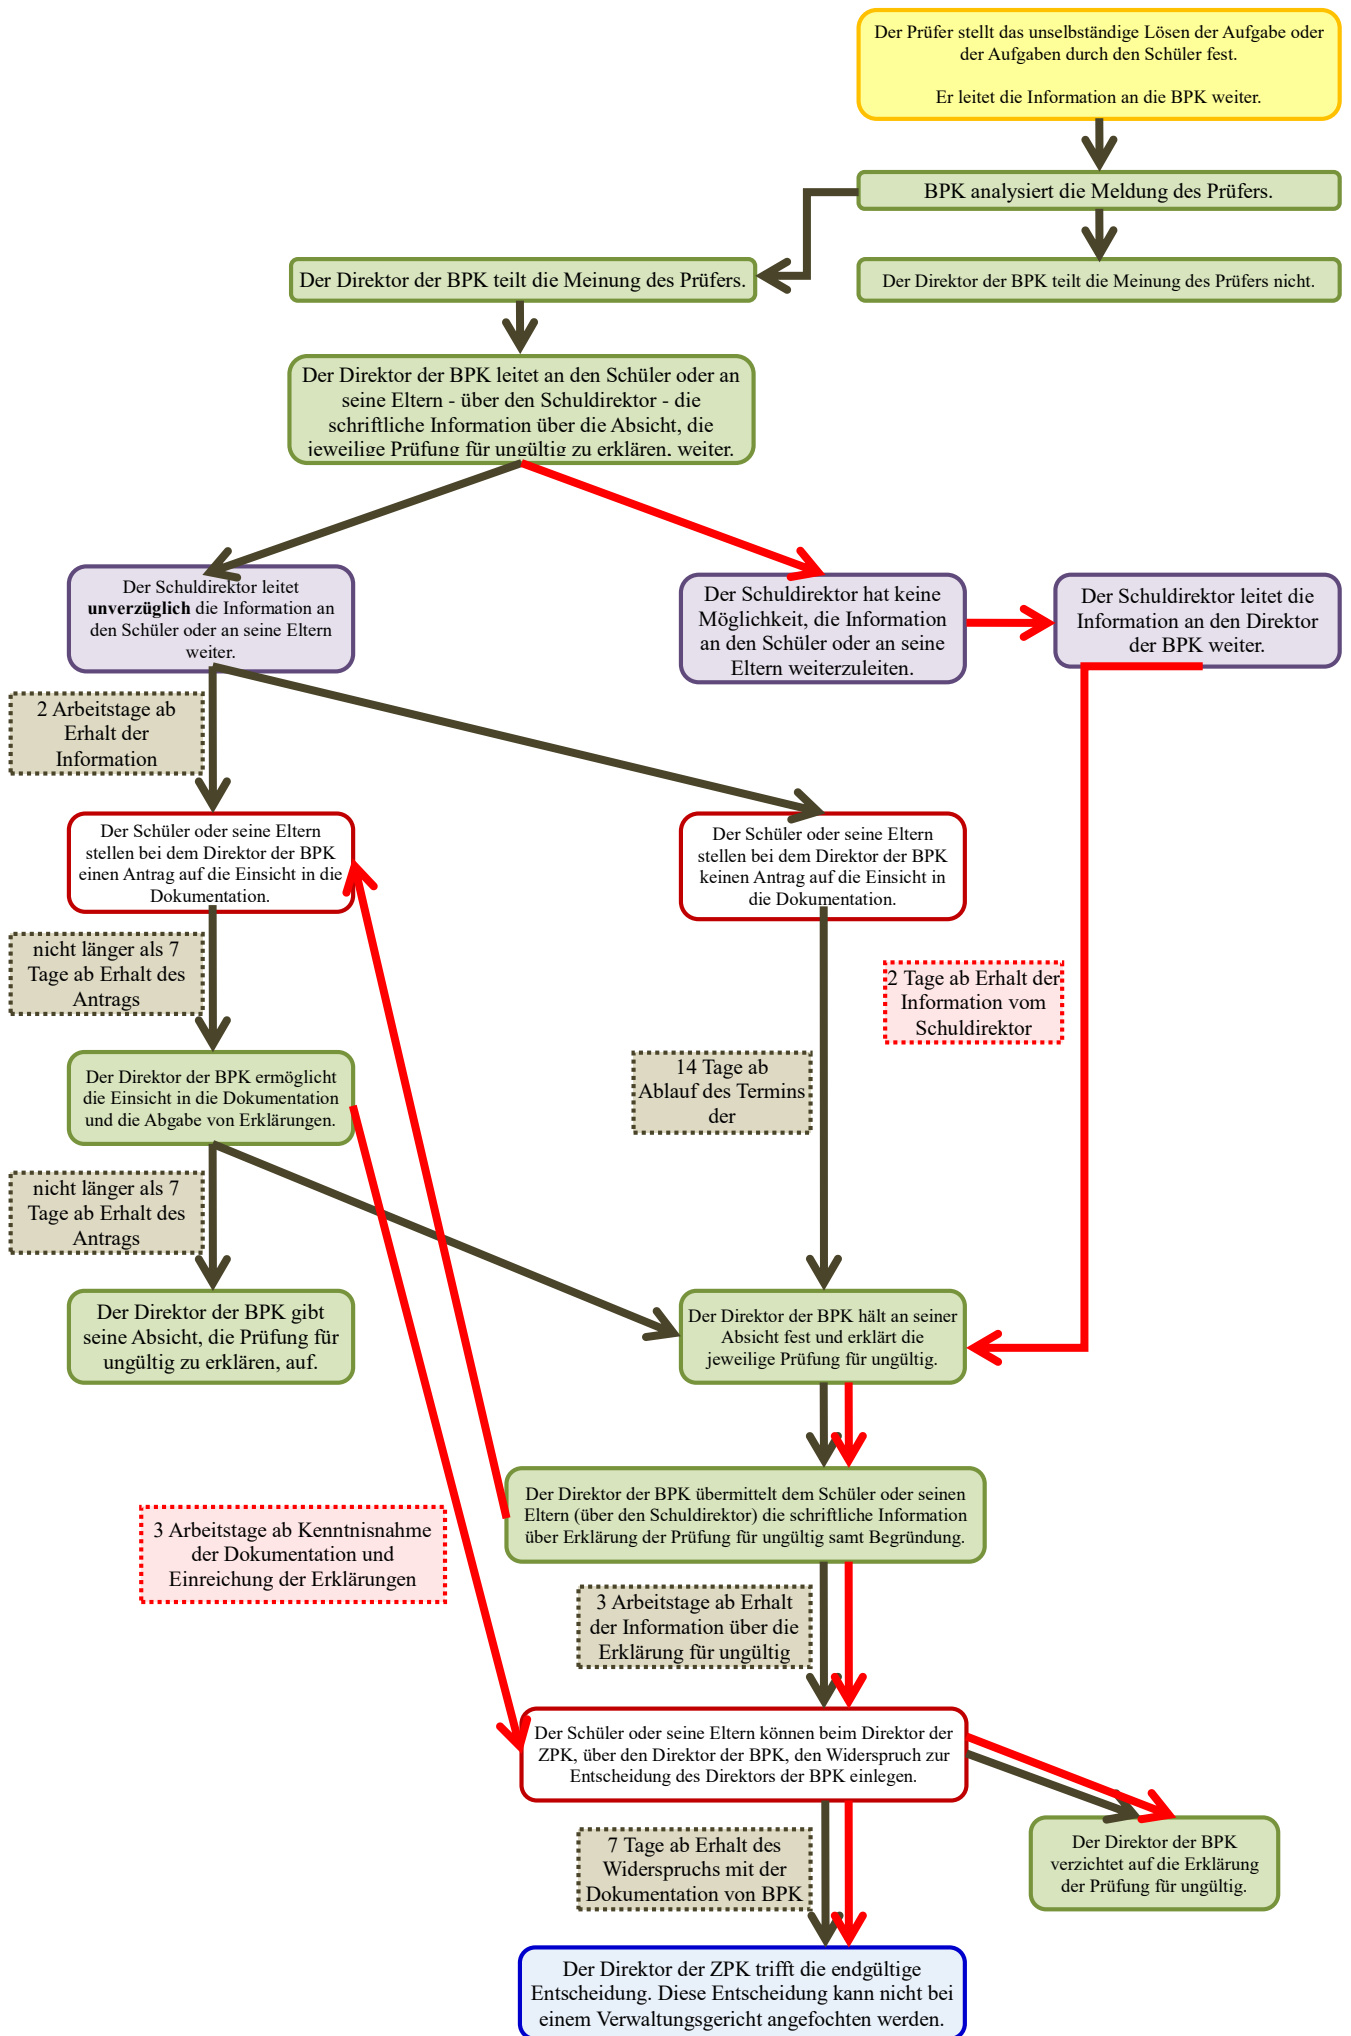 Der Prüfer stellt das unselbständige Lösen der Aufgabe oder
der Aufgaben durch den Schüler fest.
Er leitet die Information an die BPK weiter.
BPK analysiert die Meldung des Prüfers.
Der Direktor der BPK teilt die Meinung des Prüfers.
Der Direktor der BPK teilt die Meinung des Prüfers nicht.
Der Direktor der BPK leitet an den Schüler oder an
seine Eltern - über den Schuldirektor - die
schriftliche Information über die Absicht, die
jeweilige Prüfung für ungültig zu erklären, weiter.
Der Schuldirektor leitet
unverzüglich die Information an
den Schüler oder an seine Eltern
weiter.
Der Schuldirektor hat keine
Möglichkeit, die Information
an den Schüler oder an seine
Eltern weiterzuleiten.
Der Schuldirektor leitet die
Information an den Direktor
der BPK weiter.
2 Arbeitstage ab
Erhalt der
Information
Der Schüler oder seine Eltern
stellen bei dem Direktor der BPK
einen Antrag auf die Einsicht in die
Dokumentation.
Der Schüler oder seine Eltern
stellen bei dem Direktor der BPK
keinen Antrag auf die Einsicht in
die Dokumentation.
nicht länger als 7
Tage ab Erhalt des
Antrags
2 Tage ab Erhalt der
Information vom
Schuldirektor
14 Tage ab
Ablauf des Termins
der
Der Direktor der BPK ermöglicht
die Einsicht in die Dokumentation
und die Abgabe von Erklärungen.
nicht länger als 7
Tage ab Erhalt des
Antrags
Der Direktor der BPK gibt
seine Absicht, die Prüfung für
ungültig zu erklären, auf.
Der Direktor der BPK hält an seiner
Absicht fest und erklärt die
jeweilige Prüfung für ungültig.
Der Direktor der BPK übermittelt dem Schüler oder seinen
Eltern (über den Schuldirektor) die schriftliche Information
über Erklärung der Prüfung für ungültig samt Begründung.
3 Arbeitstage ab Kenntnisnahme
der Dokumentation und
Einreichung der Erklärungen
3 Arbeitstage ab Erhalt
der Information über die
Erklärung für ungültig
Der Schüler oder seine Eltern können beim Direktor der
ZPK, über den Direktor der BPK, den Widerspruch zur
Entscheidung des Direktors der BPK einlegen.
7 Tage ab Erhalt des
Widerspruchs mit der
Dokumentation von BPK
Der Direktor der BPK
verzichtet auf die Erklärung
der Prüfung für ungültig.
Der Direktor der ZPK trifft die endgültige
Entscheidung. Diese Entscheidung kann nicht bei
einem Verwaltungsgericht angefochten werden.